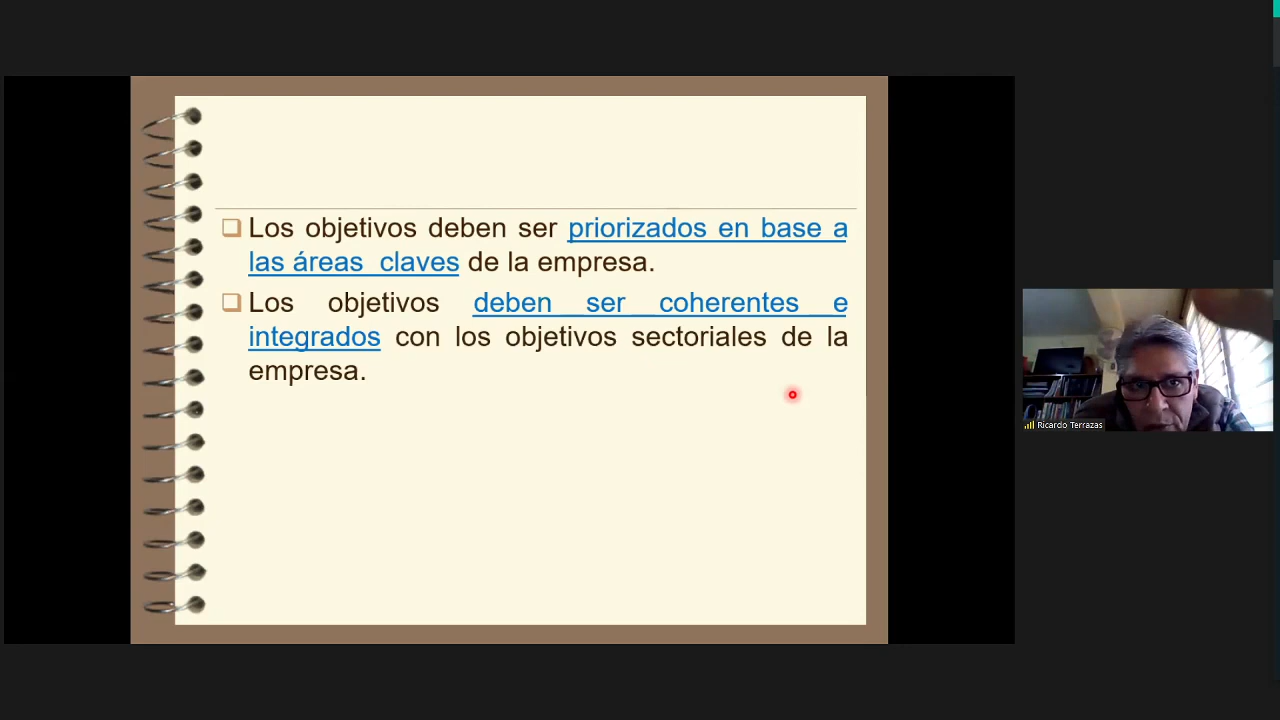 Los objetivos deben ser priorizados en base a
las áreas claves de la empresa.
Los objetivos deben ser coherentes e
integrados con los objetivos sectoriales de la
empresa.
Ricardo Terrazas